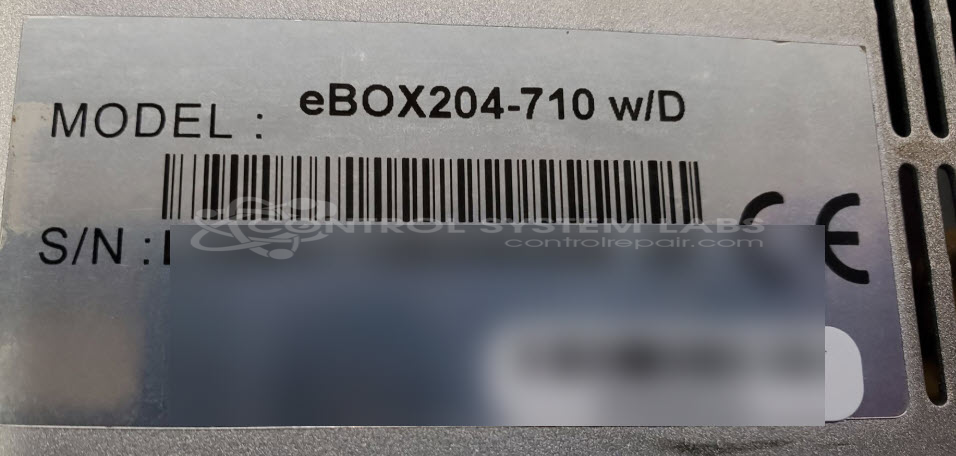 MODEL : eBOX204-710 w/D
CONTROL SYSTEM LABS
controlrepair.com
S/N :
CE